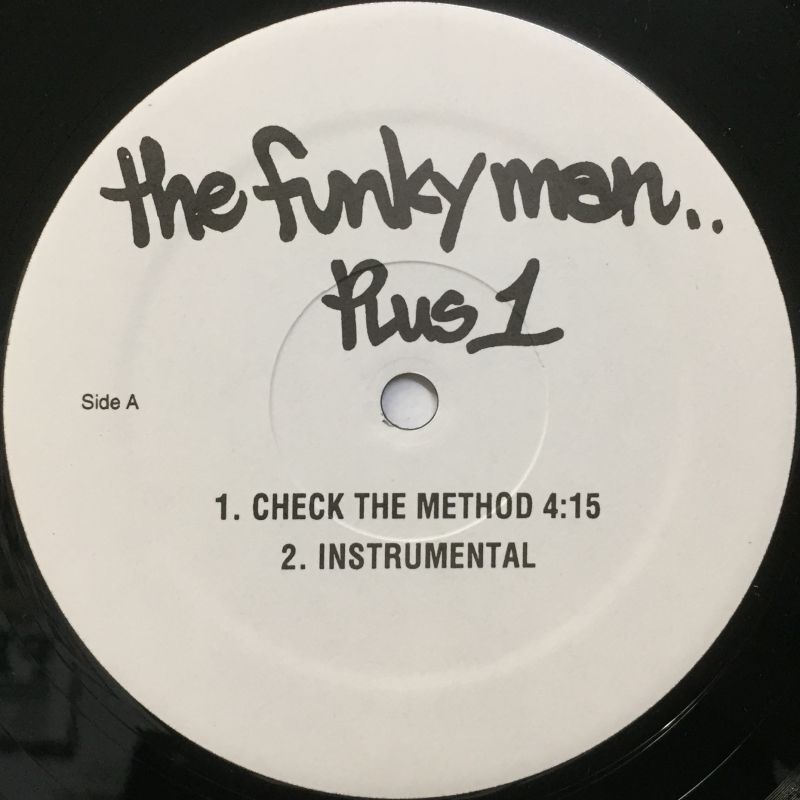 the funky man..
Plus 1
Side A
1. CHECK THE METHOD 4:15
2. INSTRUMENTAL